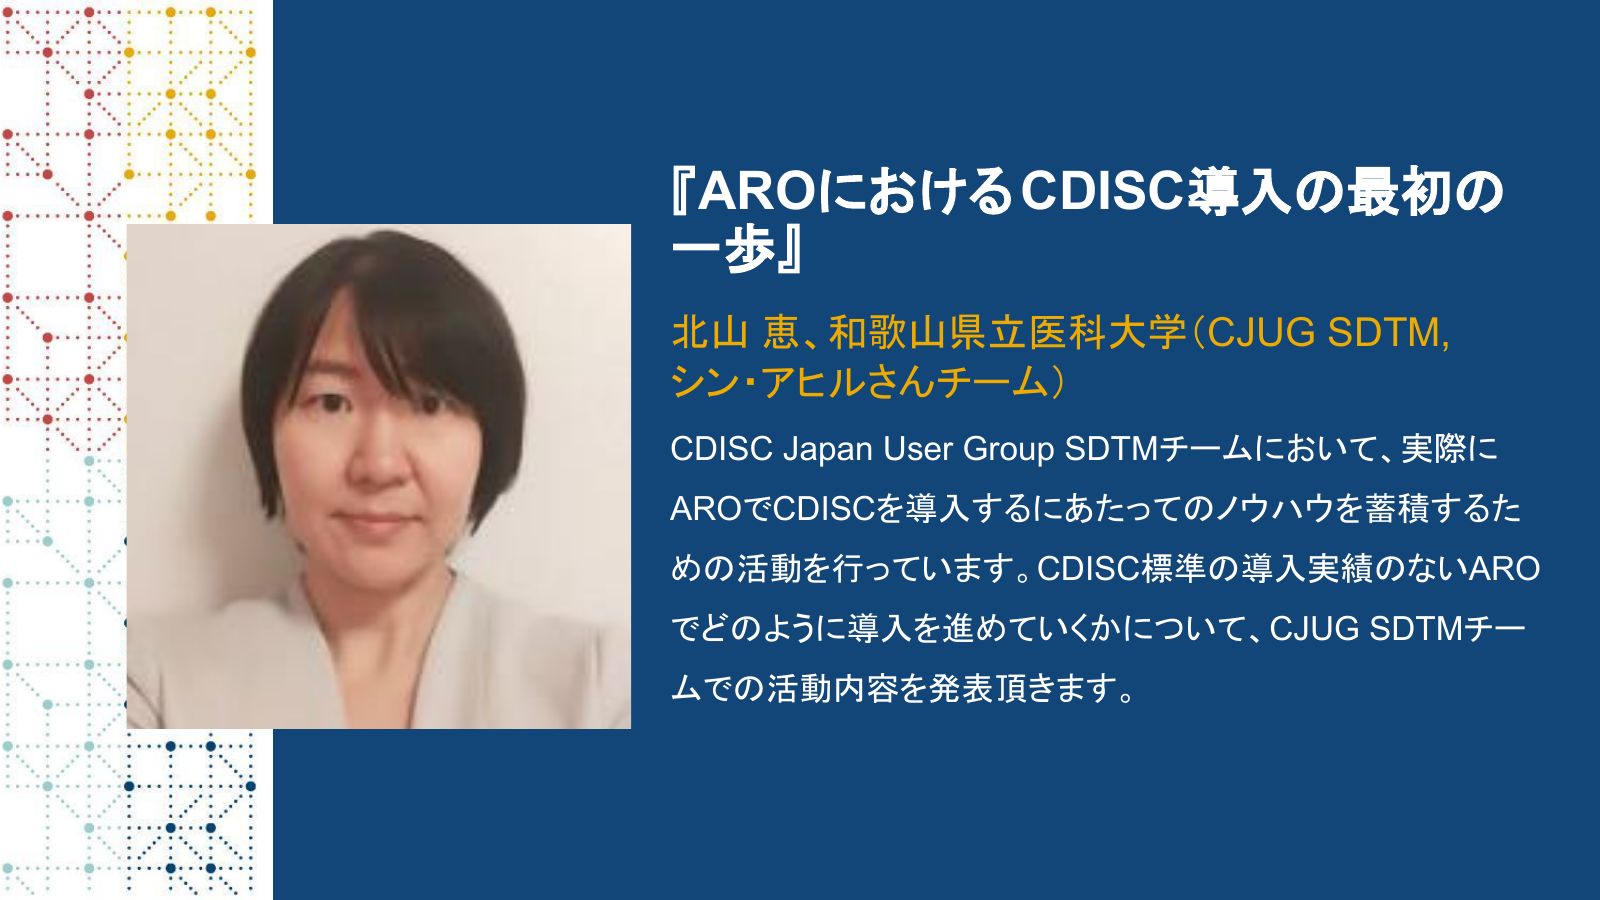 『AROにおけるCDISC導入の最初の
一歩』
北山 恵、和歌山県立医科大学（CJUG SDTM,
シン・アヒルさんチーム）
CDISC Japan User Group SDTMチームにおいて、実際に
AROでCDISCを導入するにあたってのノウハウを蓄積するた
めの活動を行っています。CDISC標準の導入実績のないARO
でどのように導入を進めていくかについて、CJUG SDTMチー
ムでの活動内容を発表頂きます。